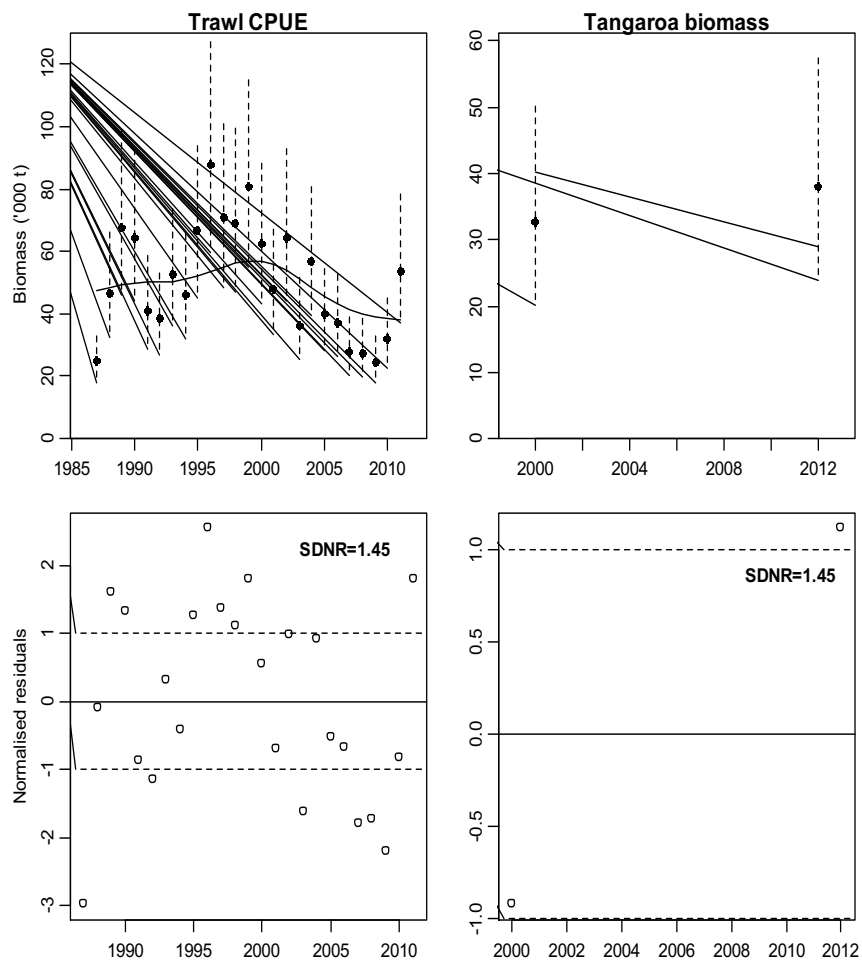 Trawl CPUE
Tangaroa biomass
Biomass ('000 t)
0 20 40 60 80 100 120
1985 1990 1995 2000 2005 2010
0 10 20 30 40 50 60
2000 2004 2006 2008 2012
Normalised residuals
SDNR=1.45
-3 -2 -1 0 1 2
1990 1995 2000 2005 2010
SDNR=1.45
-1.0 -0.5 0.0 0.5 1.0
2000 2002 2004 2006 2008 2010 2012